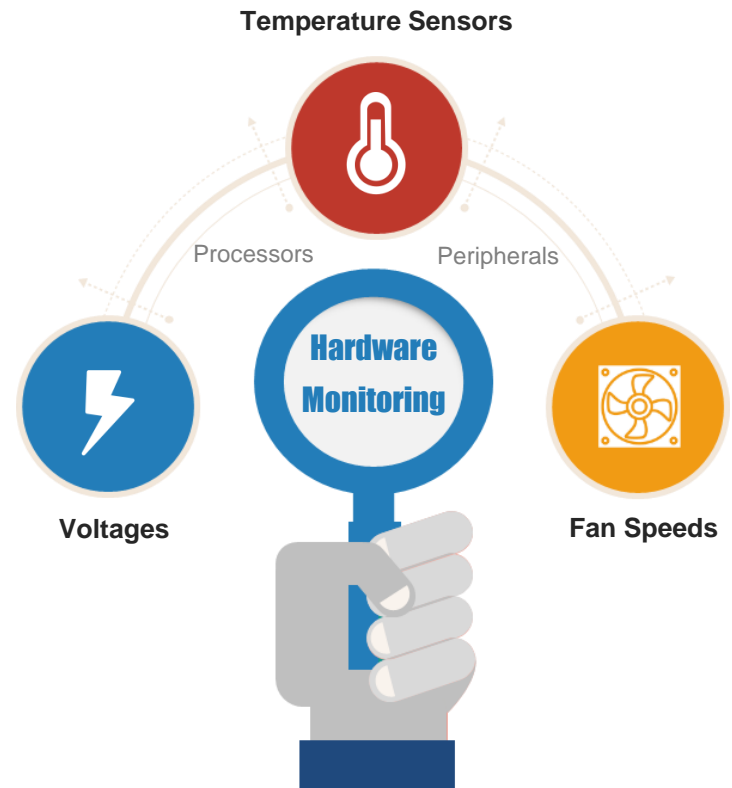 Temperature Sensors
Processors
Peripherals
Hardware
Monitoring
Voltages
Fan Speeds